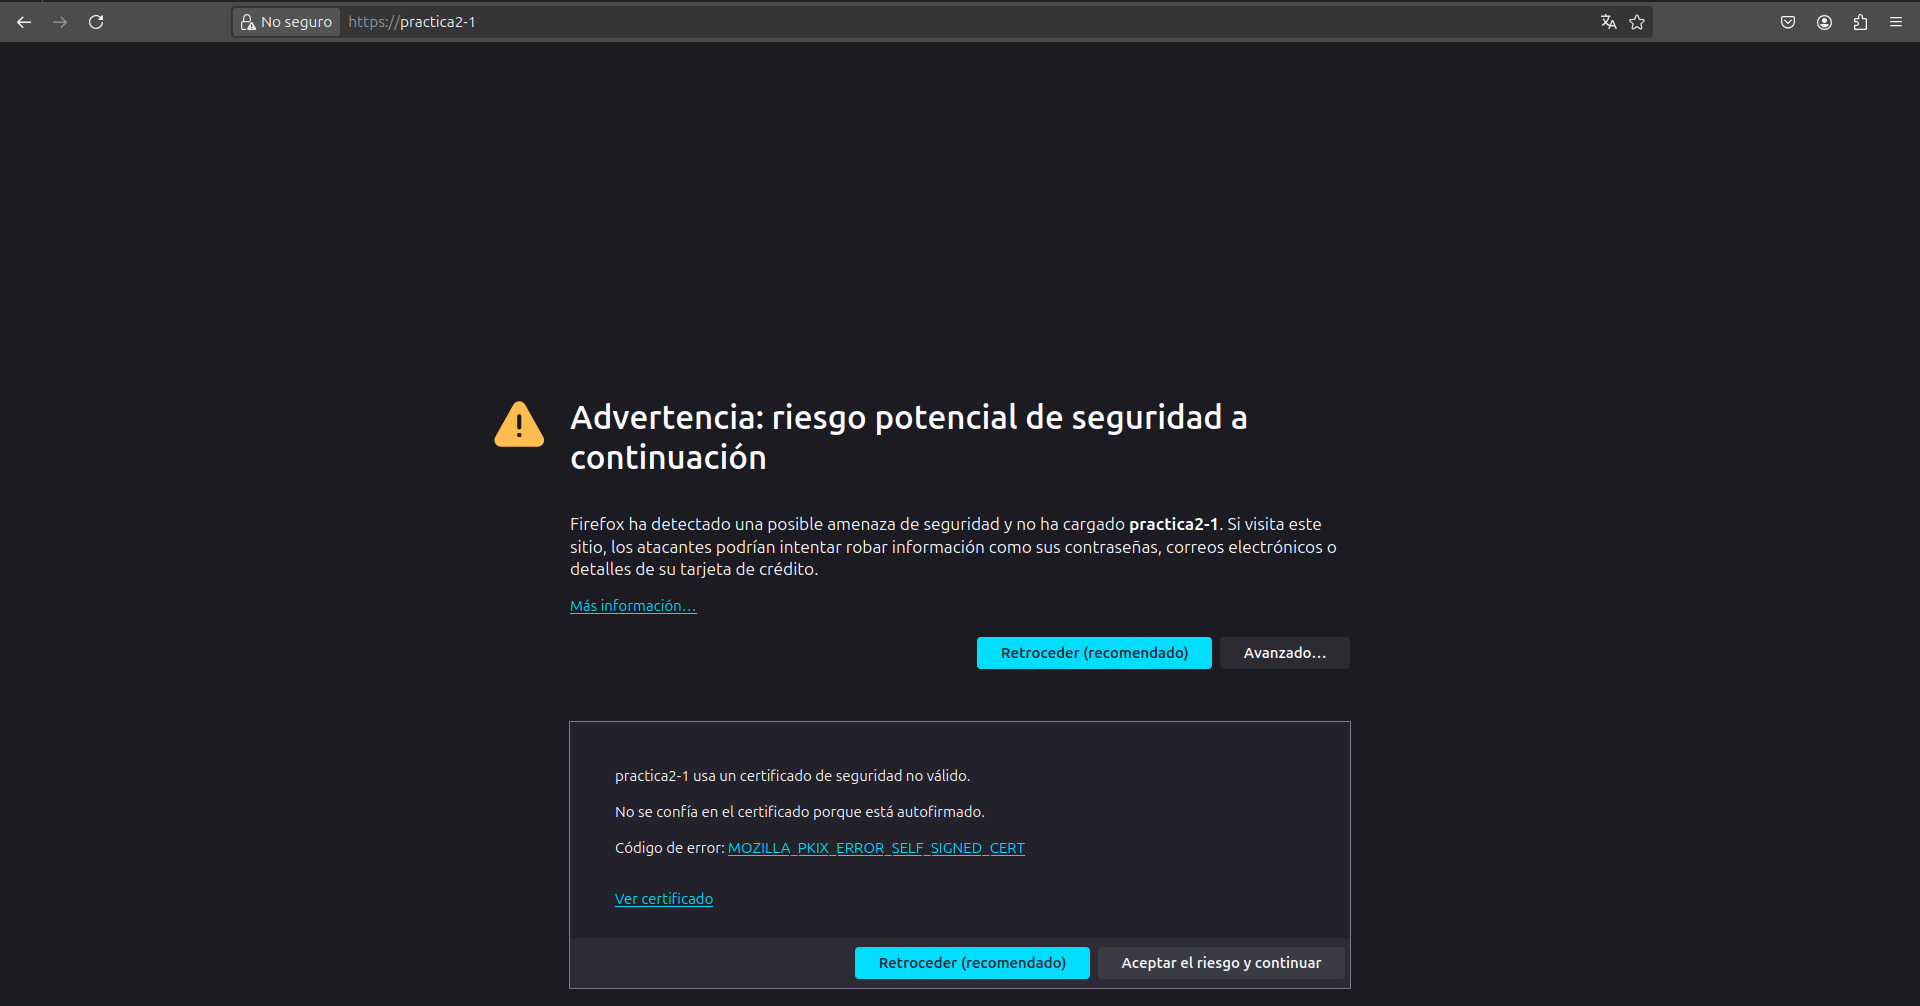 No seguro https://practica2-1
Advertencia: riesgo potencial de seguridad a
continuación
Firefox ha detectado una posible amenaza de seguridad y no ha cargado practica2-1. Si visita este
sitio, los atacantes podrían intentar robar información como sus contraseñas, correos electrónicos o
detalles de su tarjeta de crédito.
Más información...
Retroceder (recomendado) Avanzado...
practica2-1 usa un certificado de seguridad no válido.
No se confía en el certificado porque está autofirmado.
Código de error: MOZILLA_PKIX_ERROR_SELF_SIGNED_CERT
Ver certificado
Retroceder (recomendado) Aceptar el riesgo y continuar